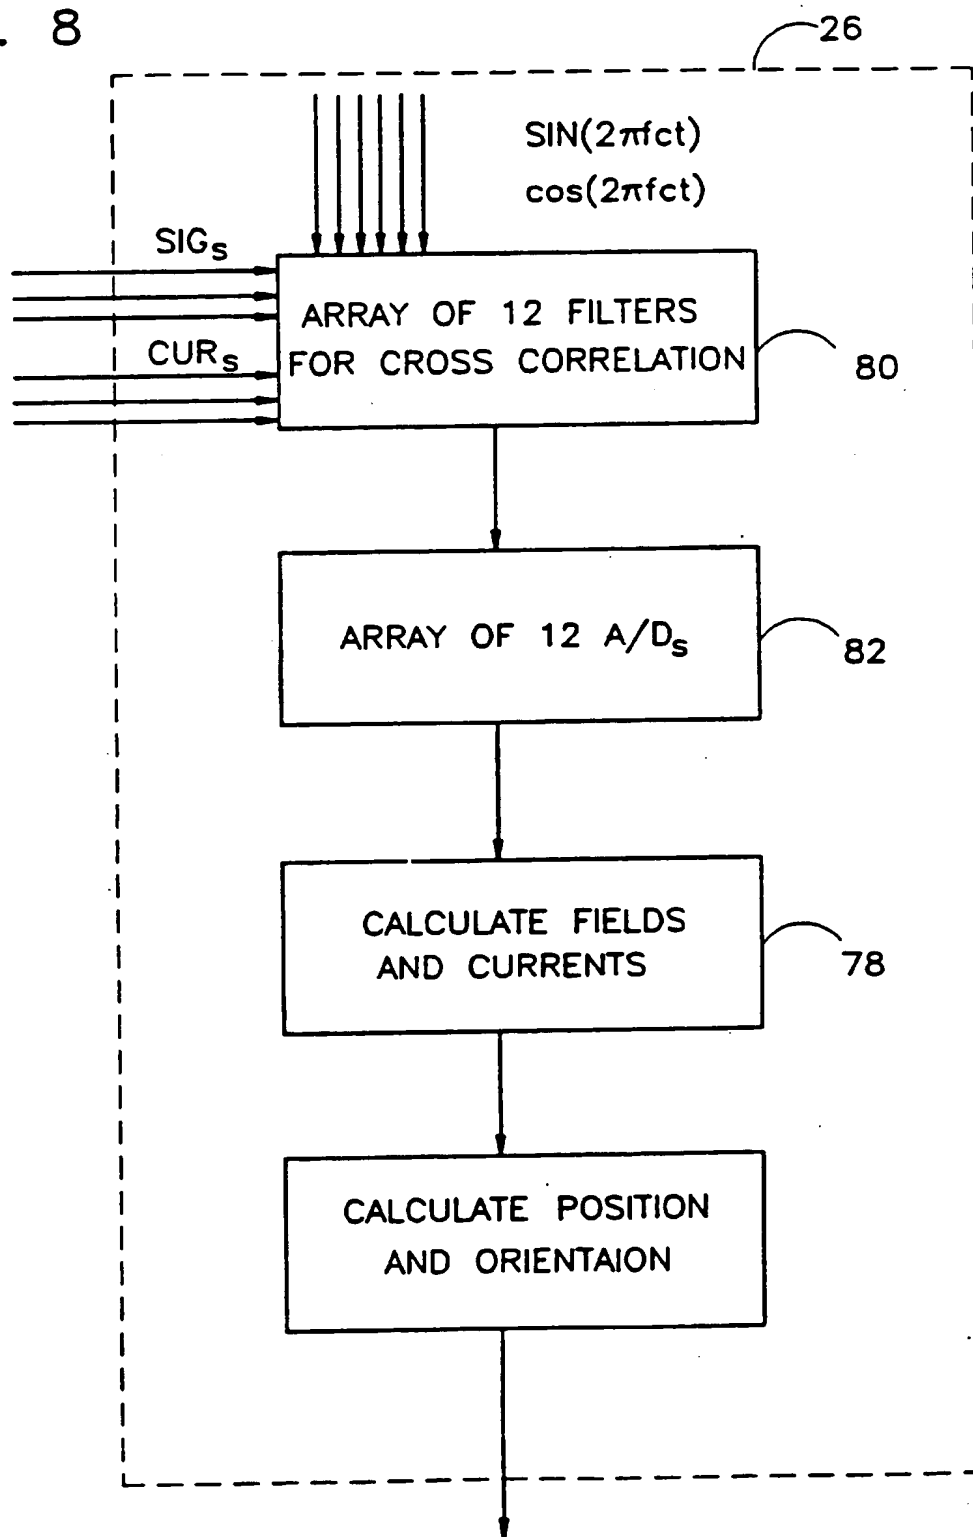 . 8
26
SIN(2πfct)
cos(2πfct)
SIGs
ARRAY OF 12 FILTERS
FOR CROSS CORRELATION
CURs
80
ARRAY OF 12 A/Ds
82
CALCULATE FIELDS
AND CURRENTS
78
CALCULATE POSITION
AND ORIENTAION